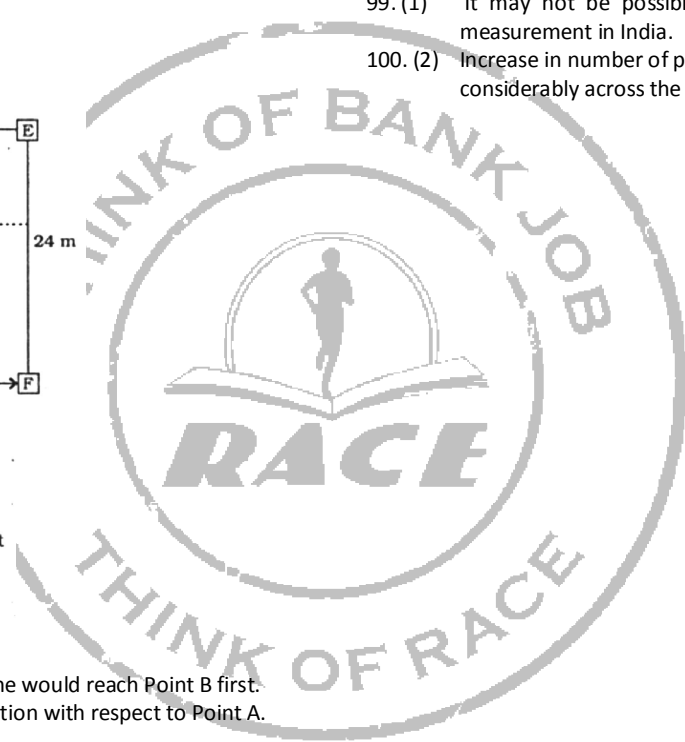 99. (1) It may not be possibl
measurement in India.
100. (2) Increase in number of p
considerably across the
E
24 m
F
t
THINK OF BANK JOB
RACE
THINK OF RACE
ne would reach Point B first.
tion with respect to Point A.